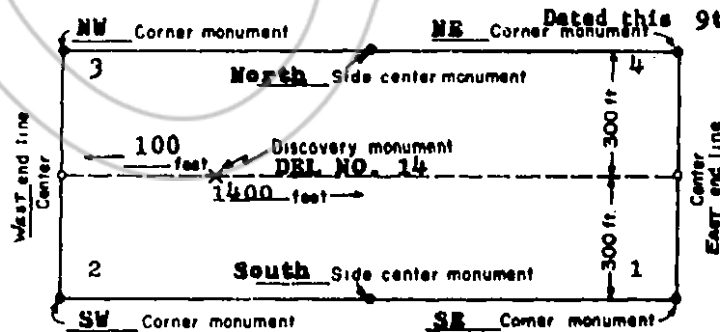 Dated this 9t
NW Corner monument NE Corner monument
3 4
North Side center monument
300 ft
100 feet Discovery monument
DEL NO. 14
WEST end line
Center
1400 feet
Center
EAST end line
300 ft.
2 1
South Side center monument
SW Corner monument SE Corner monument